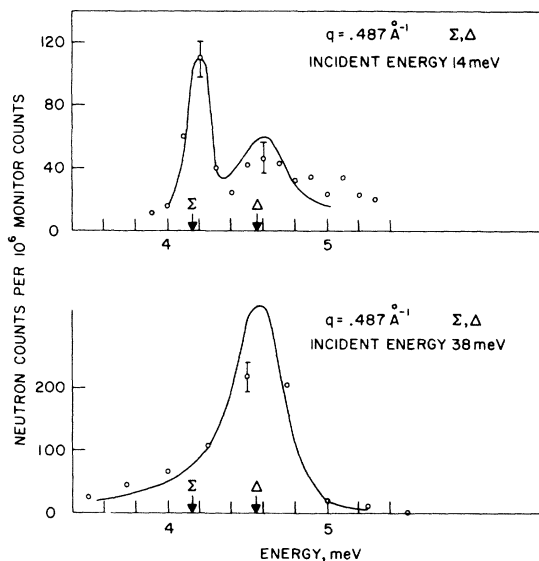 NEUTRON COUNTS PER 10⁶ MONITOR COUNTS
120
80
40
0
q = .487 Å⁻¹ Σ,Δ
INCIDENT ENERGY 14 meV
Σ Δ
4 5
q = .487 Å⁻¹ Σ,Δ
INCIDENT ENERGY 38 meV
200
100
0
Σ Δ
4 5
ENERGY, meV